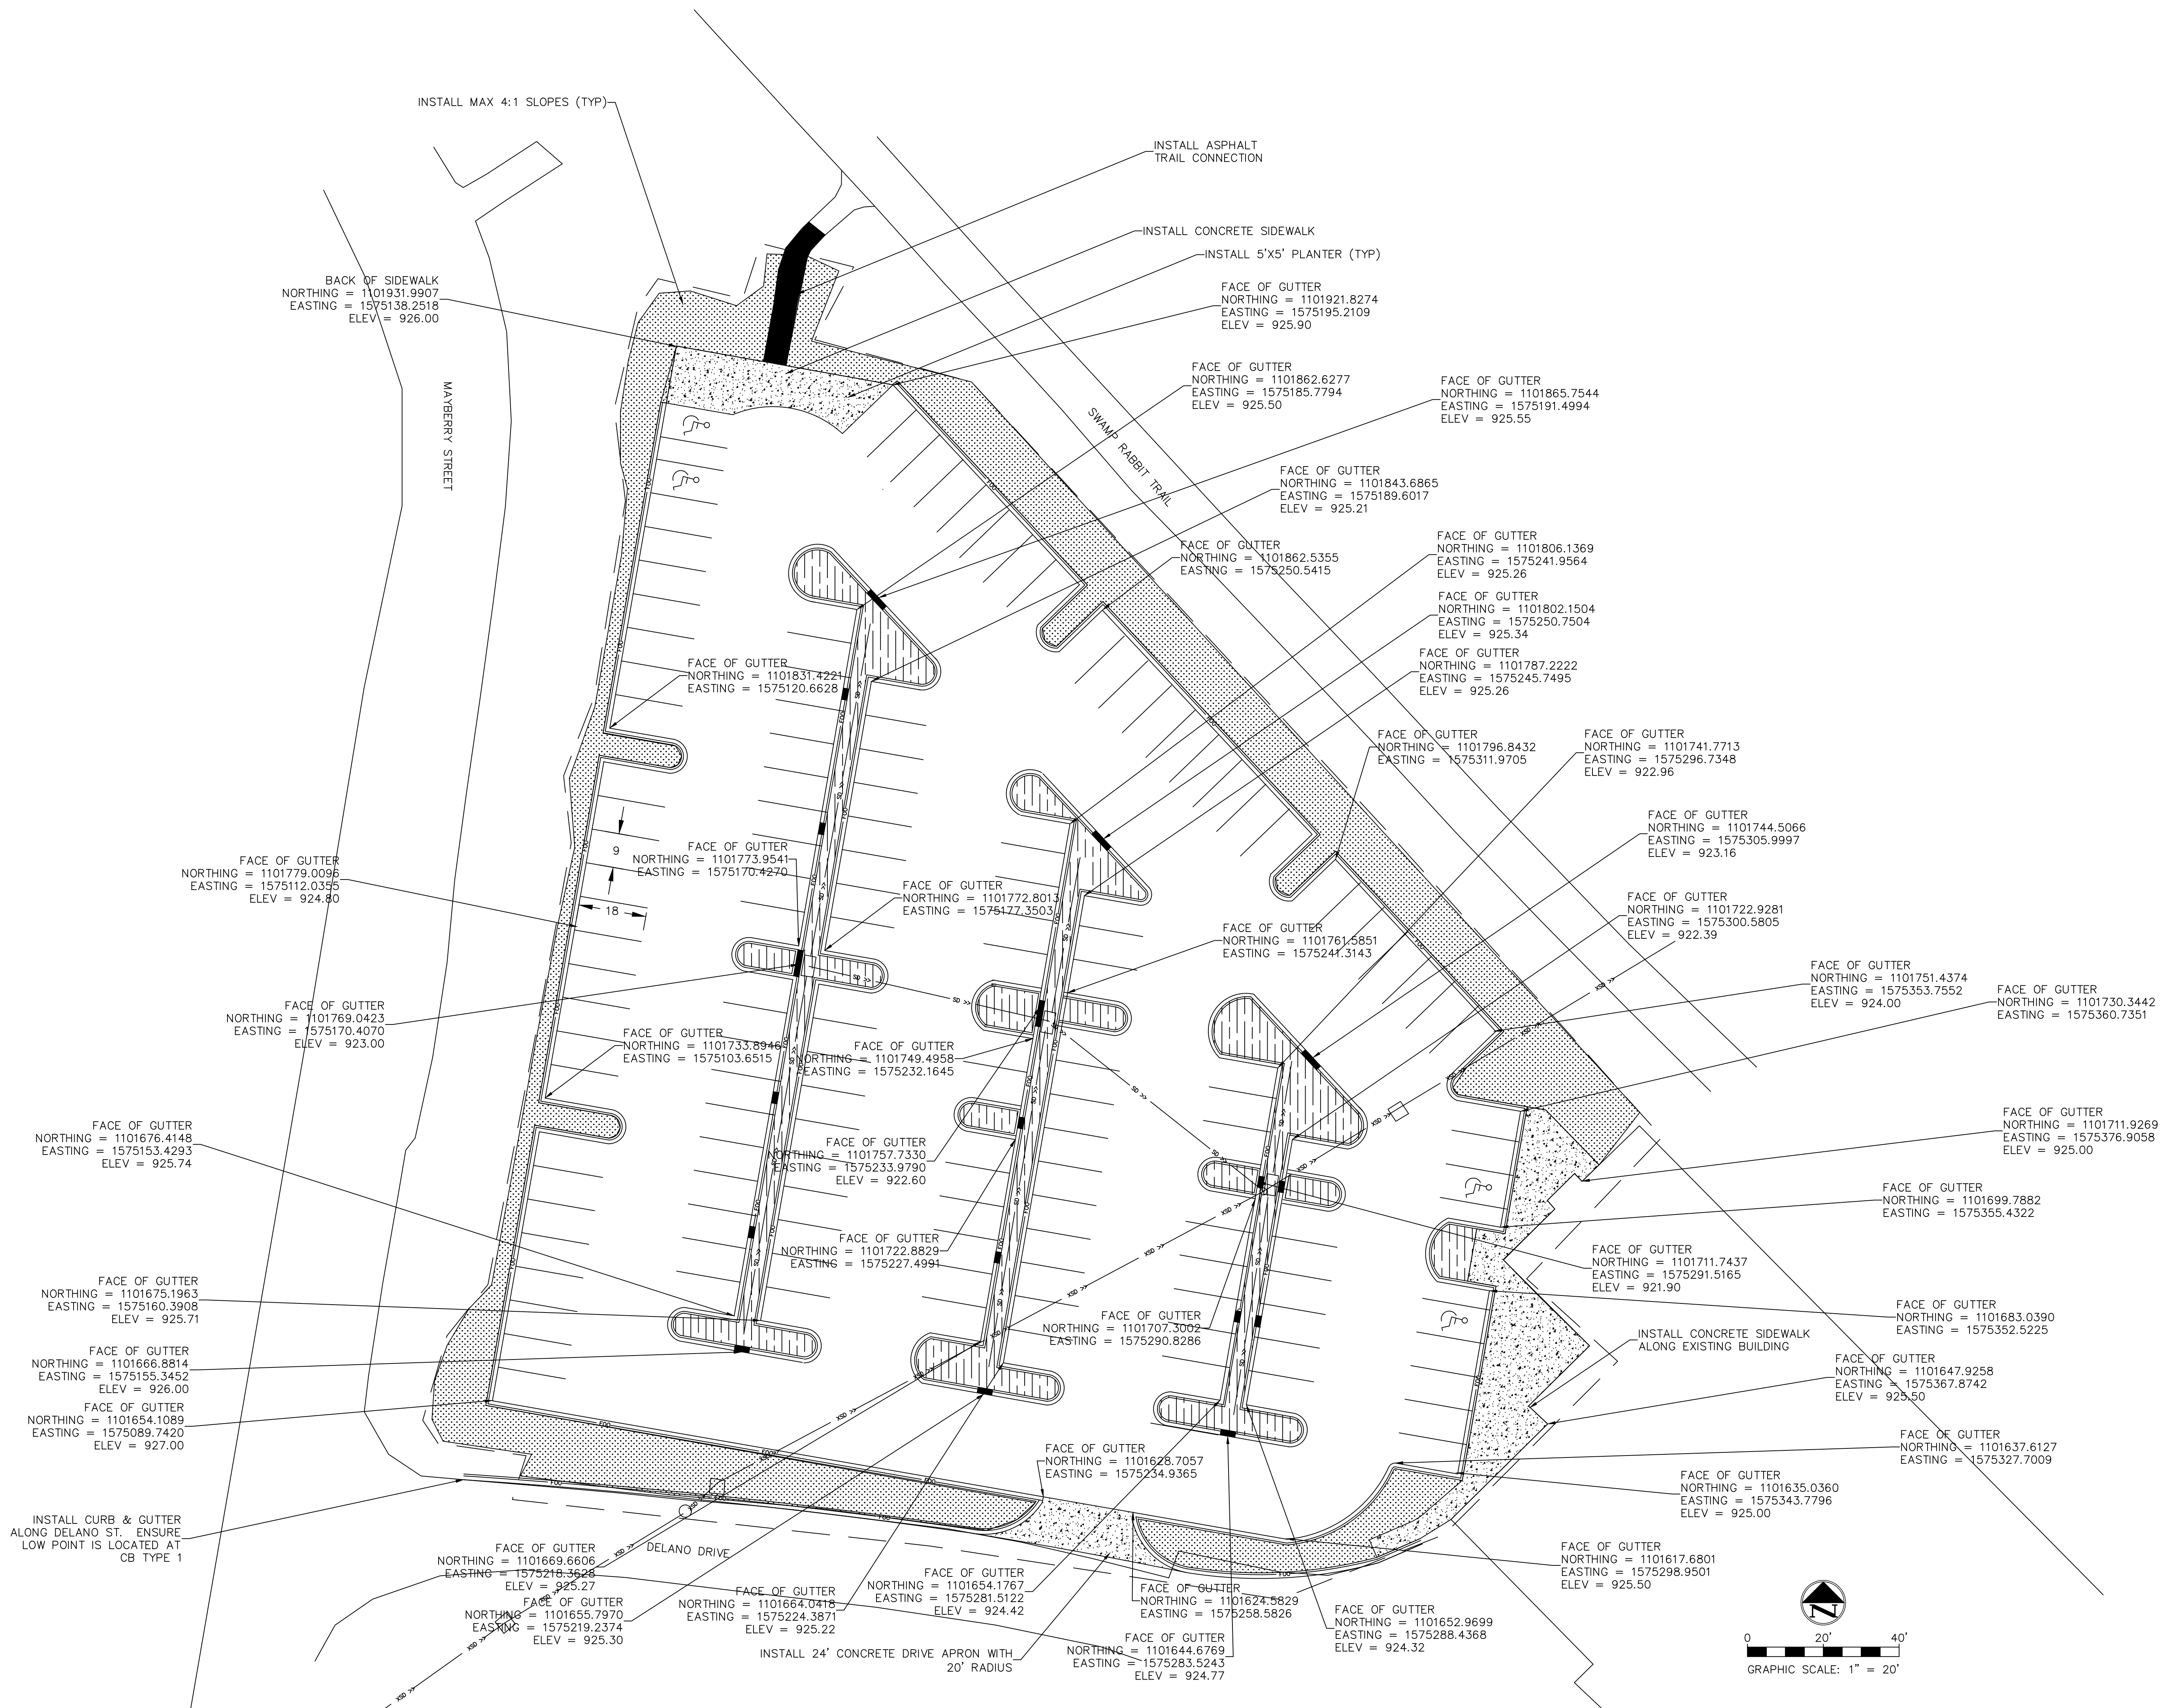 INSTALL MAX 4:1 SLOPES (TYP)
INSTALL ASPHALT
TRAIL CONNECTION
INSTALL CONCRETE SIDEWALK
INSTALL 5'X5' PLANTER (TYP)
BACK OF SIDEWALK
NORTHING = 1101931.9907
EASTING = 1575138.2518
ELEV = 926.00
FACE OF GUTTER
NORTHING = 1101921.8274
EASTING = 1575195.2109
ELEV = 925.90
FACE OF GUTTER
NORTHING = 1101862.6277
EASTING = 1575185.7794
ELEV = 925.50
FACE OF GUTTER
NORTHING = 1101865.7544
EASTING = 1575191.4994
ELEV = 925.55
MAYBERRY STREET
SWAMP RABBIT TRAIL
FACE OF GUTTER
NORTHING = 1101843.6865
EASTING = 1575189.6017
ELEV = 925.21
FACE OF GUTTER
NORTHING = 1101862.5355
EASTING = 1575250.5415
FACE OF GUTTER
NORTHING = 1101806.1369
EASTING = 1575241.9564
ELEV = 925.26
FACE OF GUTTER
NORTHING = 1101802.1504
EASTING = 1575250.7504
ELEV = 925.34
FACE OF GUTTER
NORTHING = 1101787.2222
EASTING = 1575245.7495
ELEV = 925.26
FACE OF GUTTER
NORTHING = 1101831.4221
EASTING = 1575120.6628
FACE OF GUTTER
NORTHING = 1101796.8432
EASTING = 1575311.9705
FACE OF GUTTER
NORTHING = 1101741.7713
EASTING = 1575296.7348
ELEV = 922.96
FACE OF GUTTER
NORTHING = 1101744.5066
EASTING = 1575305.9997
ELEV = 923.16
9
18
FACE OF GUTTER
NORTHING = 1101779.0095
EASTING = 1575112.0355
ELEV = 924.80
FACE OF GUTTER
NORTHING = 1101773.9541
EASTING = 1575170.4270
FACE OF GUTTER
NORTHING = 1101772.8013
EASTING = 1575177.3503
FACE OF GUTTER
NORTHING = 1101722.9281
EASTING = 1575300.5805
ELEV = 922.39
FACE OF GUTTER
NORTHING = 1101761.5851
EASTING = 1575241.3143
FACE OF GUTTER
NORTHING = 1101751.4374
EASTING = 1575353.7552
ELEV = 924.00
FACE OF GUTTER
NORTHING = 1101730.3442
EASTING = 1575360.7351
FACE OF GUTTER
NORTHING = 1101769.0423
EASTING = 1575170.4070
ELEV = 923.00
FACE OF GUTTER
NORTHING = 1101733.8946
EASTING = 1575103.6515
FACE OF GUTTER
NORTHING = 1101749.4958
EASTING = 1575232.1645
FACE OF GUTTER
NORTHING = 1101676.4148
EASTING = 1575153.4293
ELEV = 925.74
FACE OF GUTTER
NORTHING = 1101757.7330
EASTING = 1575233.9790
ELEV = 922.60
FACE OF GUTTER
NORTHING = 1101711.9269
EASTING = 1575376.9058
ELEV = 925.00
FACE OF GUTTER
NORTHING = 1101699.7882
EASTING = 1575355.4322
FACE OF GUTTER
NORTHING = 1101722.8829
EASTING = 1575227.4991
FACE OF GUTTER
NORTHING = 1101711.7437
EASTING = 1575291.5165
ELEV = 921.90
FACE OF GUTTER
NORTHING = 1101675.1963
EASTING = 1575160.3908
ELEV = 925.71
FACE OF GUTTER
NORTHING = 1101707.3002
EASTING = 1575290.8286
FACE OF GUTTER
NORTHING = 1101683.0390
EASTING = 1575352.5225
INSTALL CONCRETE SIDEWALK
ALONG EXISTING BUILDING
FACE OF GUTTER
NORTHING = 1101666.8814
EASTING = 1575155.3452
ELEV = 926.00
FACE OF GUTTER
NORTHING = 1101647.9258
EASTING = 1575367.8742
ELEV = 925.50
FACE OF GUTTER
NORTHING = 1101654.1089
EASTING = 1575089.7420
ELEV = 927.00
FACE OF GUTTER
NORTHING = 1101628.7057
EASTING = 1575234.9365
FACE OF GUTTER
NORTHING = 1101637.6127
EASTING = 1575327.7009
FACE OF GUTTER
NORTHING = 1101635.0360
EASTING = 1575343.7796
ELEV = 925.00
INSTALL CURB & GUTTER
ALONG DELANO ST. ENSURE
LOW POINT IS LOCATED AT
CB TYPE 1
DELANO DRIVE
FACE OF GUTTER
NORTHING = 1101669.6606
EASTING = 1575218.3628
ELEV = 925.27
FACE OF GUTTER
NORTHING = 1101655.7970
EASTING = 1575219.2374
ELEV = 925.30
FACE OF GUTTER
NORTHING = 1101664.0418
EASTING = 1575224.3871
ELEV = 925.22
FACE OF GUTTER
NORTHING = 1101654.1767
EASTING = 1575281.5122
ELEV = 924.42
FACE OF GUTTER
NORTHING = 1101624.5829
EASTING = 1575258.5826
FACE OF GUTTER
NORTHING = 1101617.6801
EASTING = 1575298.9501
ELEV = 925.50
FACE OF GUTTER
NORTHING = 1101652.9699
EASTING = 1575288.4368
ELEV = 924.32
INSTALL 24' CONCRETE DRIVE APRON WITH
20' RADIUS
FACE OF GUTTER
NORTHING = 1101644.6769
EASTING = 1575283.5243
ELEV = 924.77
N
0 20' 40'
GRAPHIC SCALE: 1" = 20'